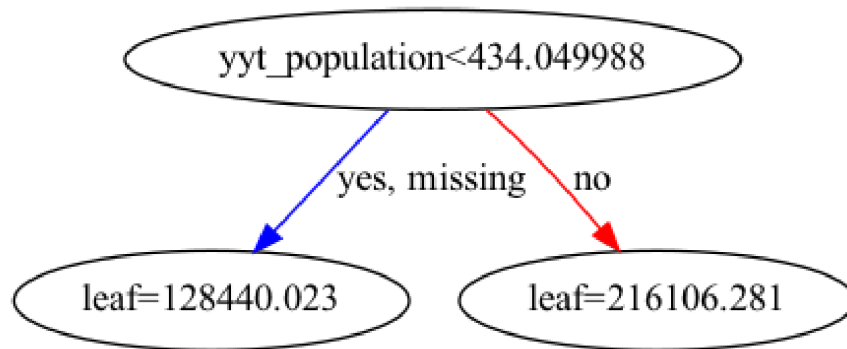 yyt_population<434.049988
yes, missing
no
leaf=128440.023
leaf=216106.281